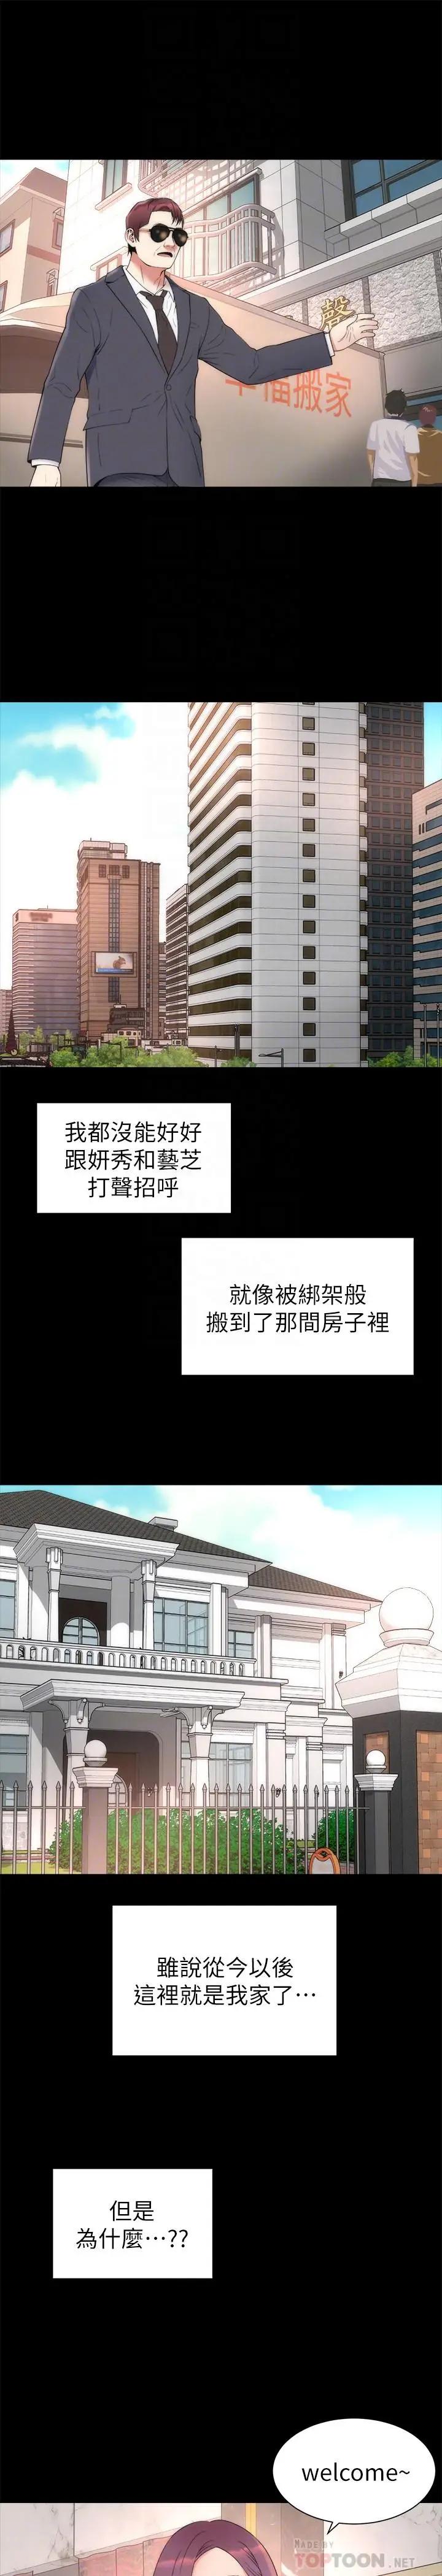 聲
幸福搬家
我都沒能好好
跟妍秀和藝芝
打聲招呼
就像被綁架般
搬到了那間房子裡
雖說從今以後
這裡就是我家了…
但是
為什麼…??
welcome~
MADE BY
TOPTOON.NET